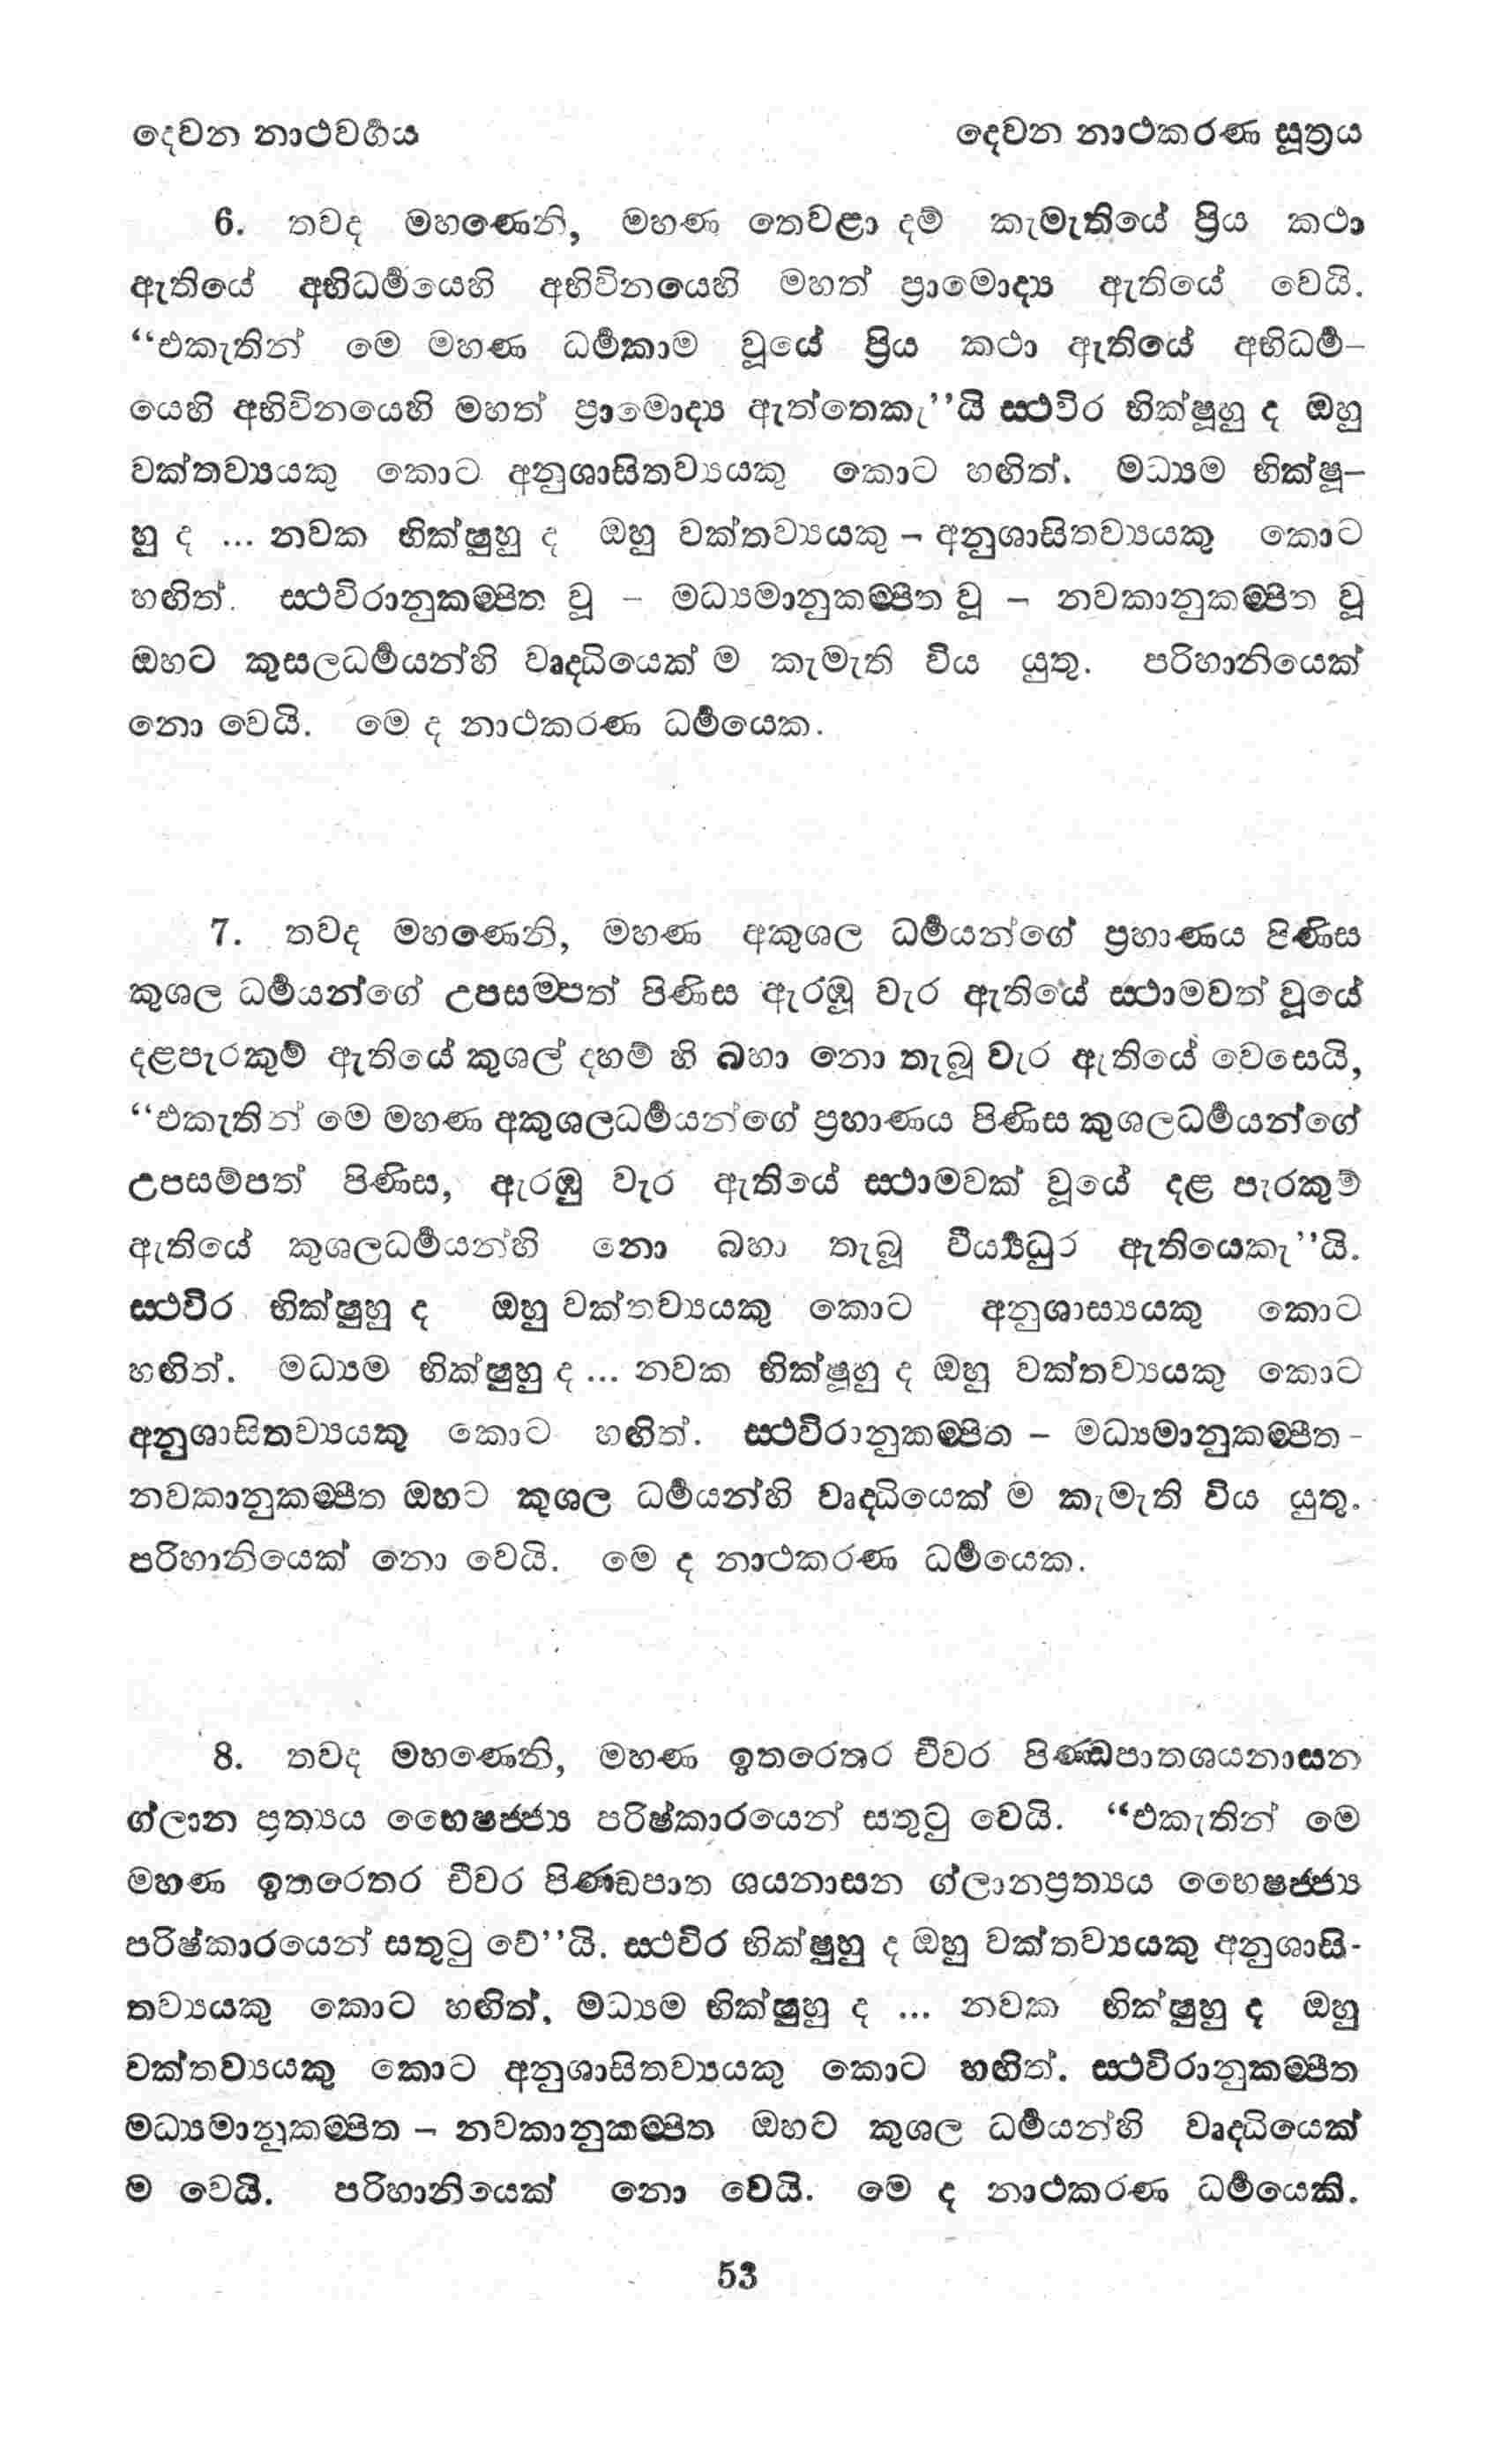 දෙවන නාථවර්‍ගය
දෙවන නාථකරණ සූත්‍රය
6. තවද මහණෙනි, මහණ තෙවළා දම් කැමැතියේ ප්‍රිය කථා
ඇතියේ අභිධර්‍මයෙහි අභිවිනයෙහි මහත් ප්‍රාමොද්‍ය ඇතියේ වෙයි.
“එකැතින් මෙ මහණ ධර්‍මකාම වූයේ ප්‍රිය කථා ඇතියේ අභිධර්‍ම-
යෙහි අභිවිනයෙහි මහත් ප්‍රාමොද්‍ය ඇත්තෙකැ’’යි ස්‍ථවිර භික්ෂූහු ද ඔහු
වක්තව්‍යයකු කොට අනුශාසිතව්‍යයකු කොට හඟිත්. මධ්‍යම භික්ෂූ-
හු ද ... නවක භික්ෂුහු ද ඔහු වක්තව්‍යයකු - අනුශාසිතව්‍යයකු කොට
හඟිත්. ස්‍ථවිරානුකම්‍පිත වූ - මධ්‍යමානුකම්‍පිත වූ - නවකානුකම්‍පිත වූ
ඔහට කුසලධර්‍මයන්හි වෘද්‍ධියෙක් ම කැමැති විය යුතු. පරිහානියෙක්
නො වෙයි. මෙ ද නාථකරණ ධර්‍මයෙක.
7. තවද මහණෙනි, මහණ අකුශල ධර්‍මයන්ගේ ප්‍රහාණය පිණිස
කුශල ධර්‍මයන්ගේ උපසම්‍පත් පිණිස ඇරඹූ වැර ඇතියේ ස්‍ථාමවත් වූයේ
දළපැරකුම් ඇතියේ කුශල් දහම් හි බහා නො තැබූ වැර ඇතියේ වෙසෙයි,
“එකැතින් මෙ මහණ අකුශලධර්‍මයන්ගේ ප්‍රහාණය පිණිස කුශලධර්‍මයන්ගේ
උපසම්පත් පිණිස, ඇරඹු වැර ඇතියේ ස්‍ථාමවක් වූයේ දළ පැරකුම්
ඇතියේ කුශලධර්‍මයන්හි නො බහා තැබූ වීර්‍ය්‍යධුර ඇතියෙකැ’’යි.
ස්‍ථවිර භික්ෂුහු ද ඔහු වක්තව්‍යයකු කොට අනුශාස්‍යයකු කොට
හඟිත්. මධ්‍යම භික්ෂුහු ද ... නවක භික්ෂූහු ද ඔහු වක්තව්‍යයකු කොට
අනුශාසිතව්‍යයකු කොට හඟිත්. ස්‍ථවිරානුකම්‍පිත - මධ්‍යමානුකම්‍පිත -
නවකානුකම්‍පිත ඔහට කුශල ධර්‍මයන්හි වෘද්‍ධියෙක් ම කැමැති විය යුතු.
පරිහානියෙක් නො වෙයි. මෙ ද නාථකරණ ධර්‍මයෙක.
8. තවද මහණෙනි, මහණ ඉතරෙතර චීවර පිණ්‍ඩපාතශයනාසන
ග්ලාන ප්‍රත්‍යය භෛෂජ්‍ජ්‍ය පරිෂ්කාරයෙන් සතුටු වෙයි. “එකැතින් මෙ
මහණ ඉතරෙතර චීවර පිණ්‍ඩපාත ශයනාසන ග්ලානප්‍රත්‍යය භෛෂජ්‍ජ්‍ය
පරිෂ්කාරයෙන් සතුටු වේ’’යි. ස්‍ථවිර භික්ෂූහු ද ඔහු වක්තව්‍යයකු අනුශාසි-
තව්‍යයකු කොට හඟිත්, මධ්‍යම භික්ෂුහු ද ... නවක භික්ෂුහු ද ඔහු
වක්තව්‍යයකු කොට අනුශාසිතව්‍යයකු කොට හඟිත්. ස්‍ථවිරානුකම්‍පිත
මධ්‍යමානුකම්‍පිත - නවකානුකම්‍පිත ඔහට කුශල ධර්‍මයන්හි වෘද්‍ධියෙක්
ම වෙයි. පරිහානියෙක් නො වෙයි. මෙ ද නාථකරණ ධර්‍මයෙකි.
53